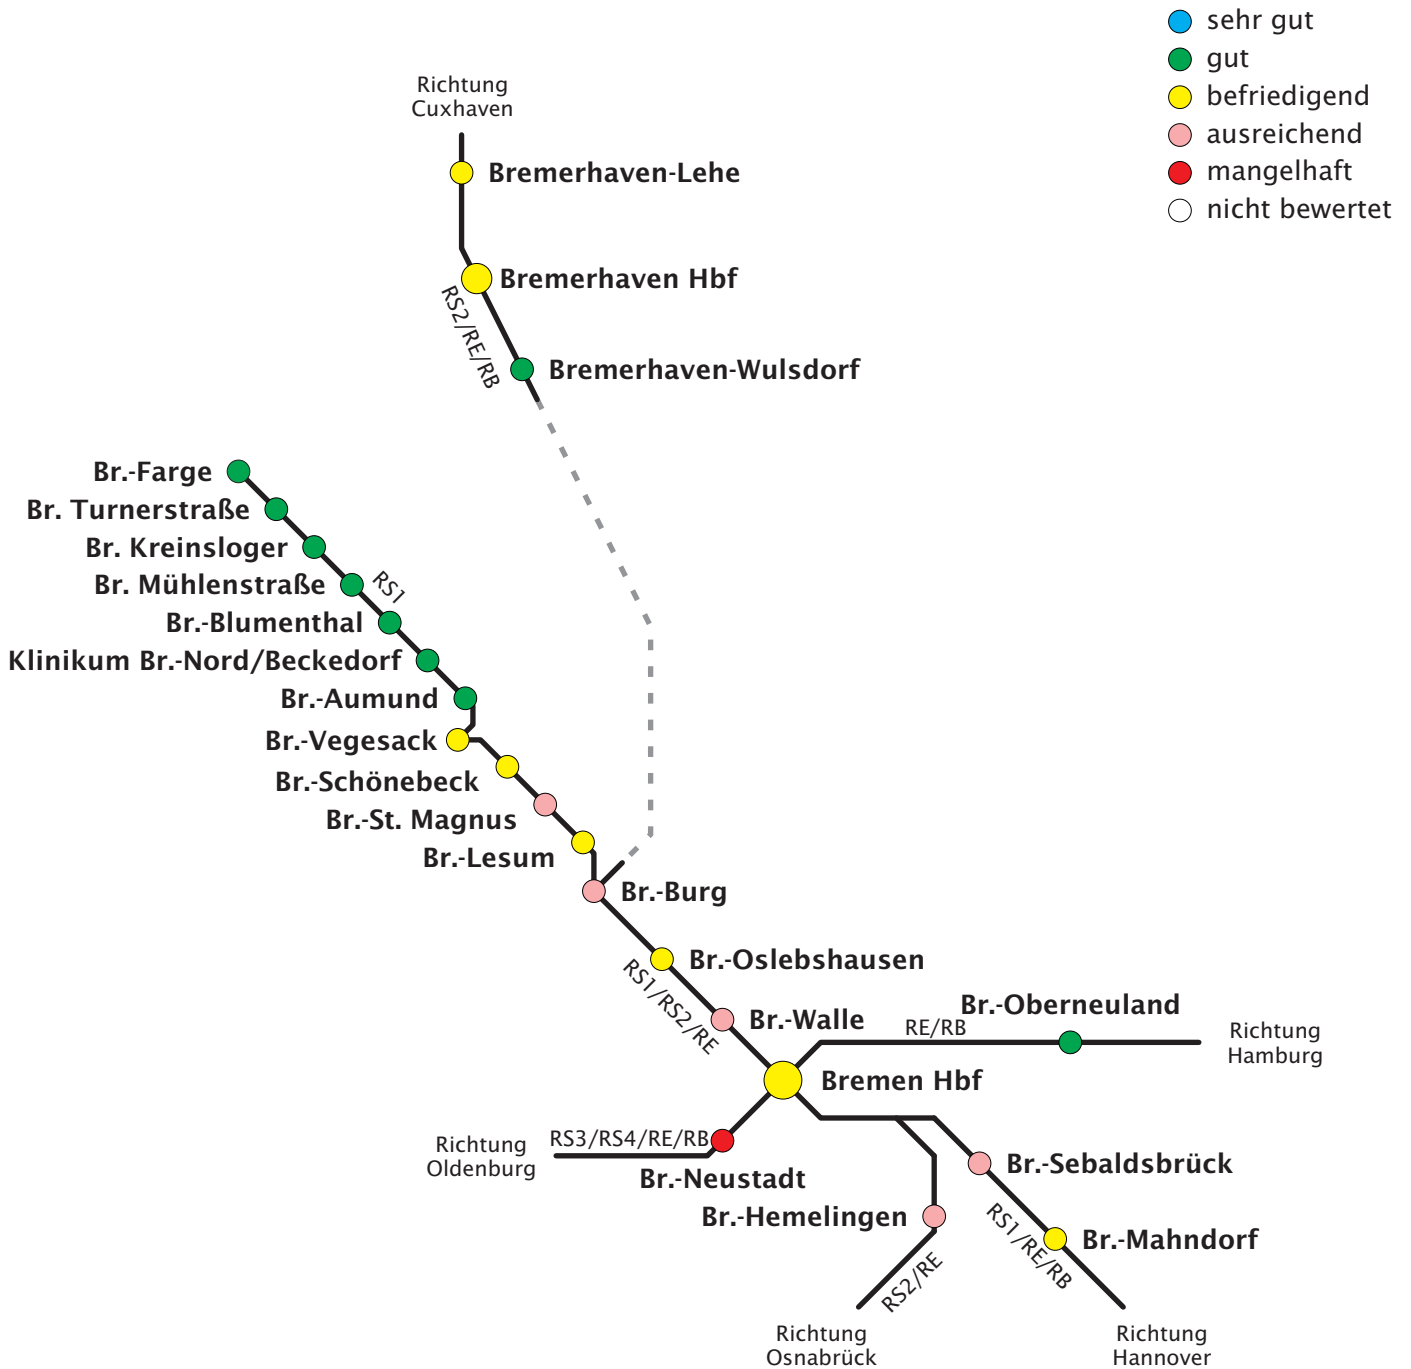 sehr gut
gut
befriedigend
ausreichend
mangelhaft
nicht bewertet
Richtung
Cuxhaven
Bremerhaven-Lehe
Bremerhaven Hbf
RS2/RE/RB
Bremerhaven-Wulsdorf
Br.-Farge
Br. Turnerstraße
Br. Kreinsloger
Br. Mühlenstraße
RS1
Br.-Blumenthal
Klinikum Br.-Nord/Beckedorf
Br.-Aumund
Br.-Vegesack
Br.-Schönebeck
Br.-St. Magnus
Br.-Lesum
Br.-Burg
Br.-Oslebshausen
RS1/RS2/RE
Br.-Walle
Br.-Oberneuland
RE/RB
Richtung
Hamburg
Bremen Hbf
Richtung
Oldenburg
RS3/RS4/RE/RB
Br.-Neustadt
Br.-Sebaldsbrück
Br.-Hemelingen
RS1/RE/RB
Br.-Mahndorf
RS2/RE
Richtung
Osnabrück
Richtung
Hannover